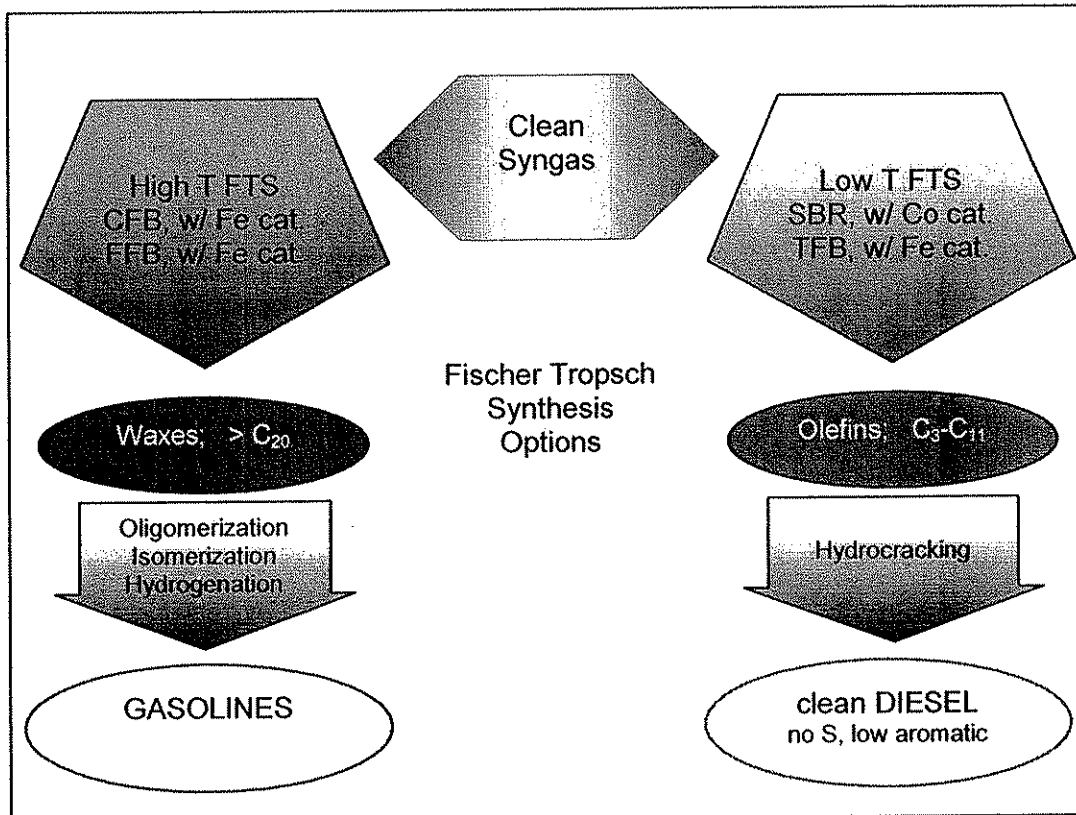 Clean
Syngas
High T FTS
CFB, w/ Fe cat.
FFB, w/ Fe cat.
Low T FTS
SBR, w/ Co cat.
TFB, w/ Fe cat.
Fischer Tropsch
Synthesis
Options
Waxes; > C₂₀
Olefins; C₃-C₁₁
Oligomerization
Isomerization
Hydrogenation
Hydrocracking
GASOLINES
clean DIESEL
no S, low aromatic